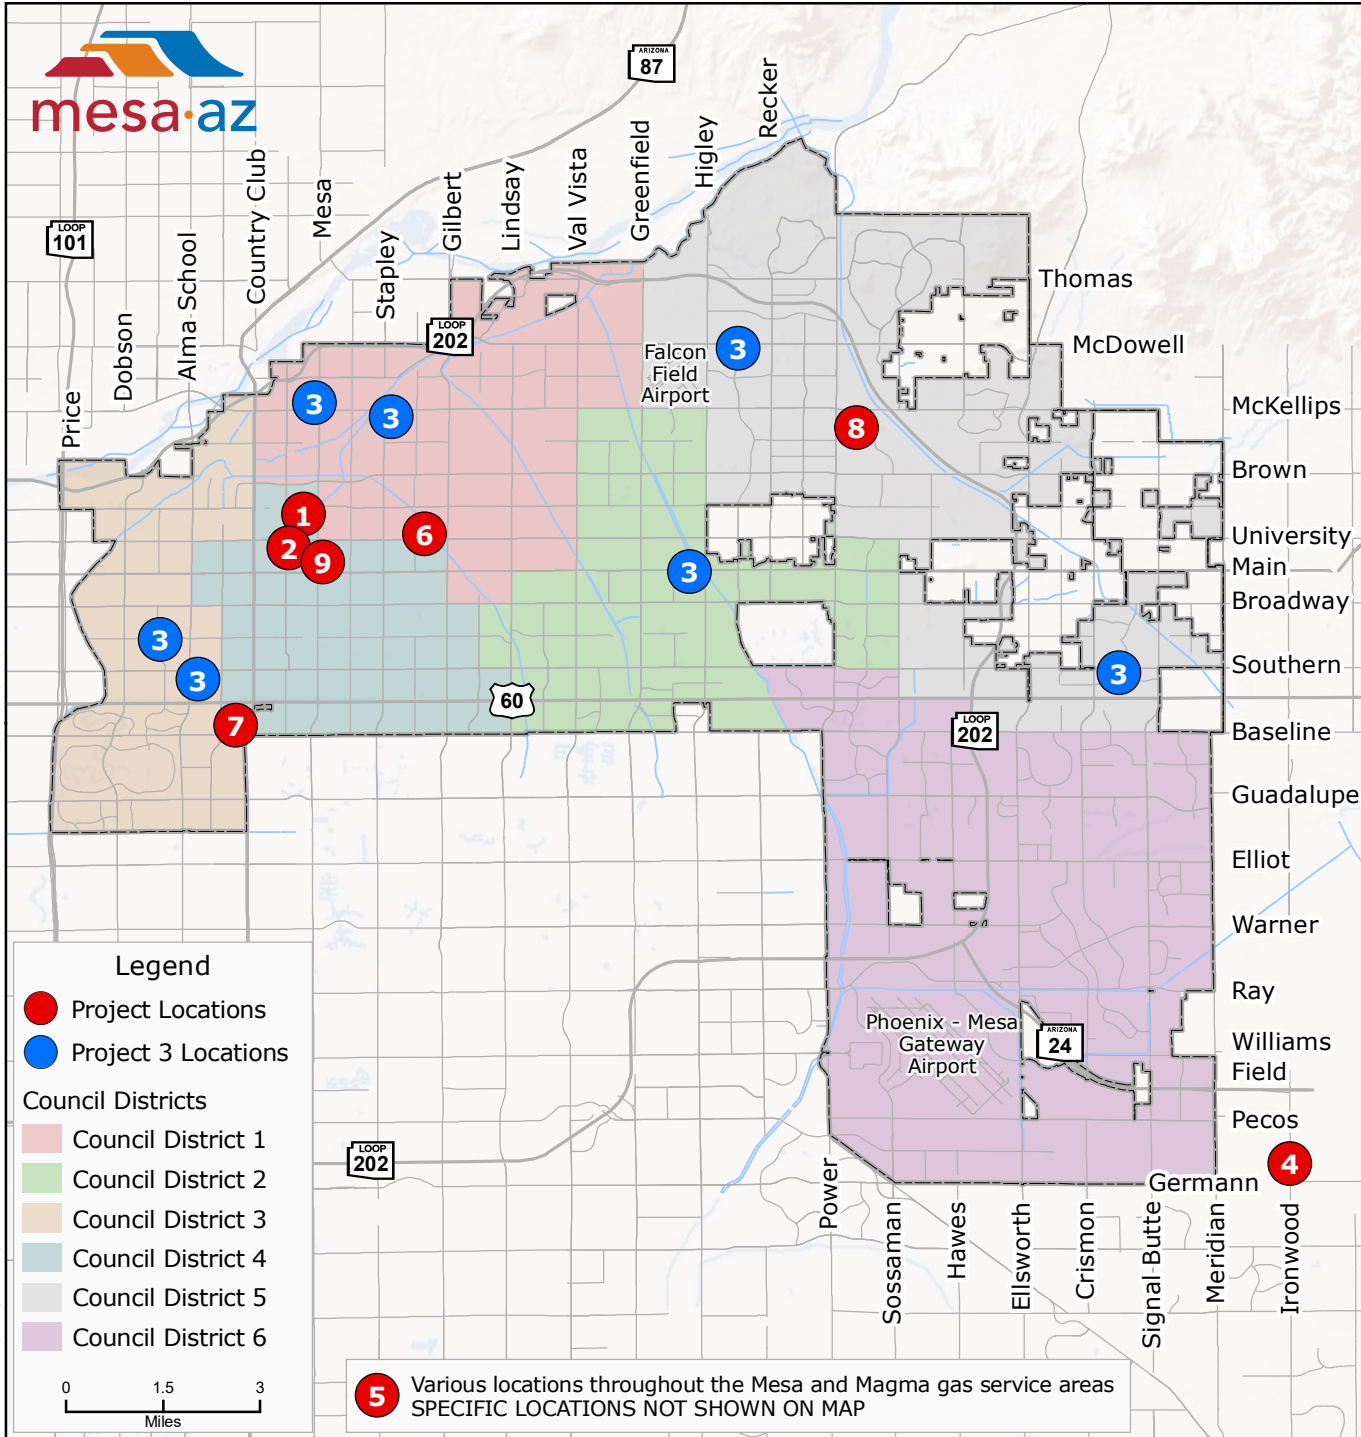 mesa·az
ARIZONA
87
LOOP
101
Price
Dobson
Alma School
Country Club
Mesa
Stapley
Gilbert
Lindsay
Val Vista
Greenfield
Higley
Recker
LOOP
202
Thomas
McDowell
McKellips
Brown
University
Main
Broadway
Southern
Baseline
Guadalupe
Elliot
Warner
Ray
Williams
Field
Pecos
Germann
Falcon
Field
Airport
3
3
3
8
1
2
9
6
3
3
3
3
7
60
LOOP
202
Phoenix - Mesa
Gateway
Airport
ARIZONA
24
4
LOOP
202
Power
Sossaman
Hawes
Ellsworth
Crismon
Signal Butte
Meridian
Ironwood
Legend
Project Locations
Project 3 Locations
Council Districts
Council District 1
Council District 2
Council District 3
Council District 4
Council District 5
Council District 6
0 1.5 3
Miles
5
Various locations throughout the Mesa and Magma gas service areas
SPECIFIC LOCATIONS NOT SHOWN ON MAP